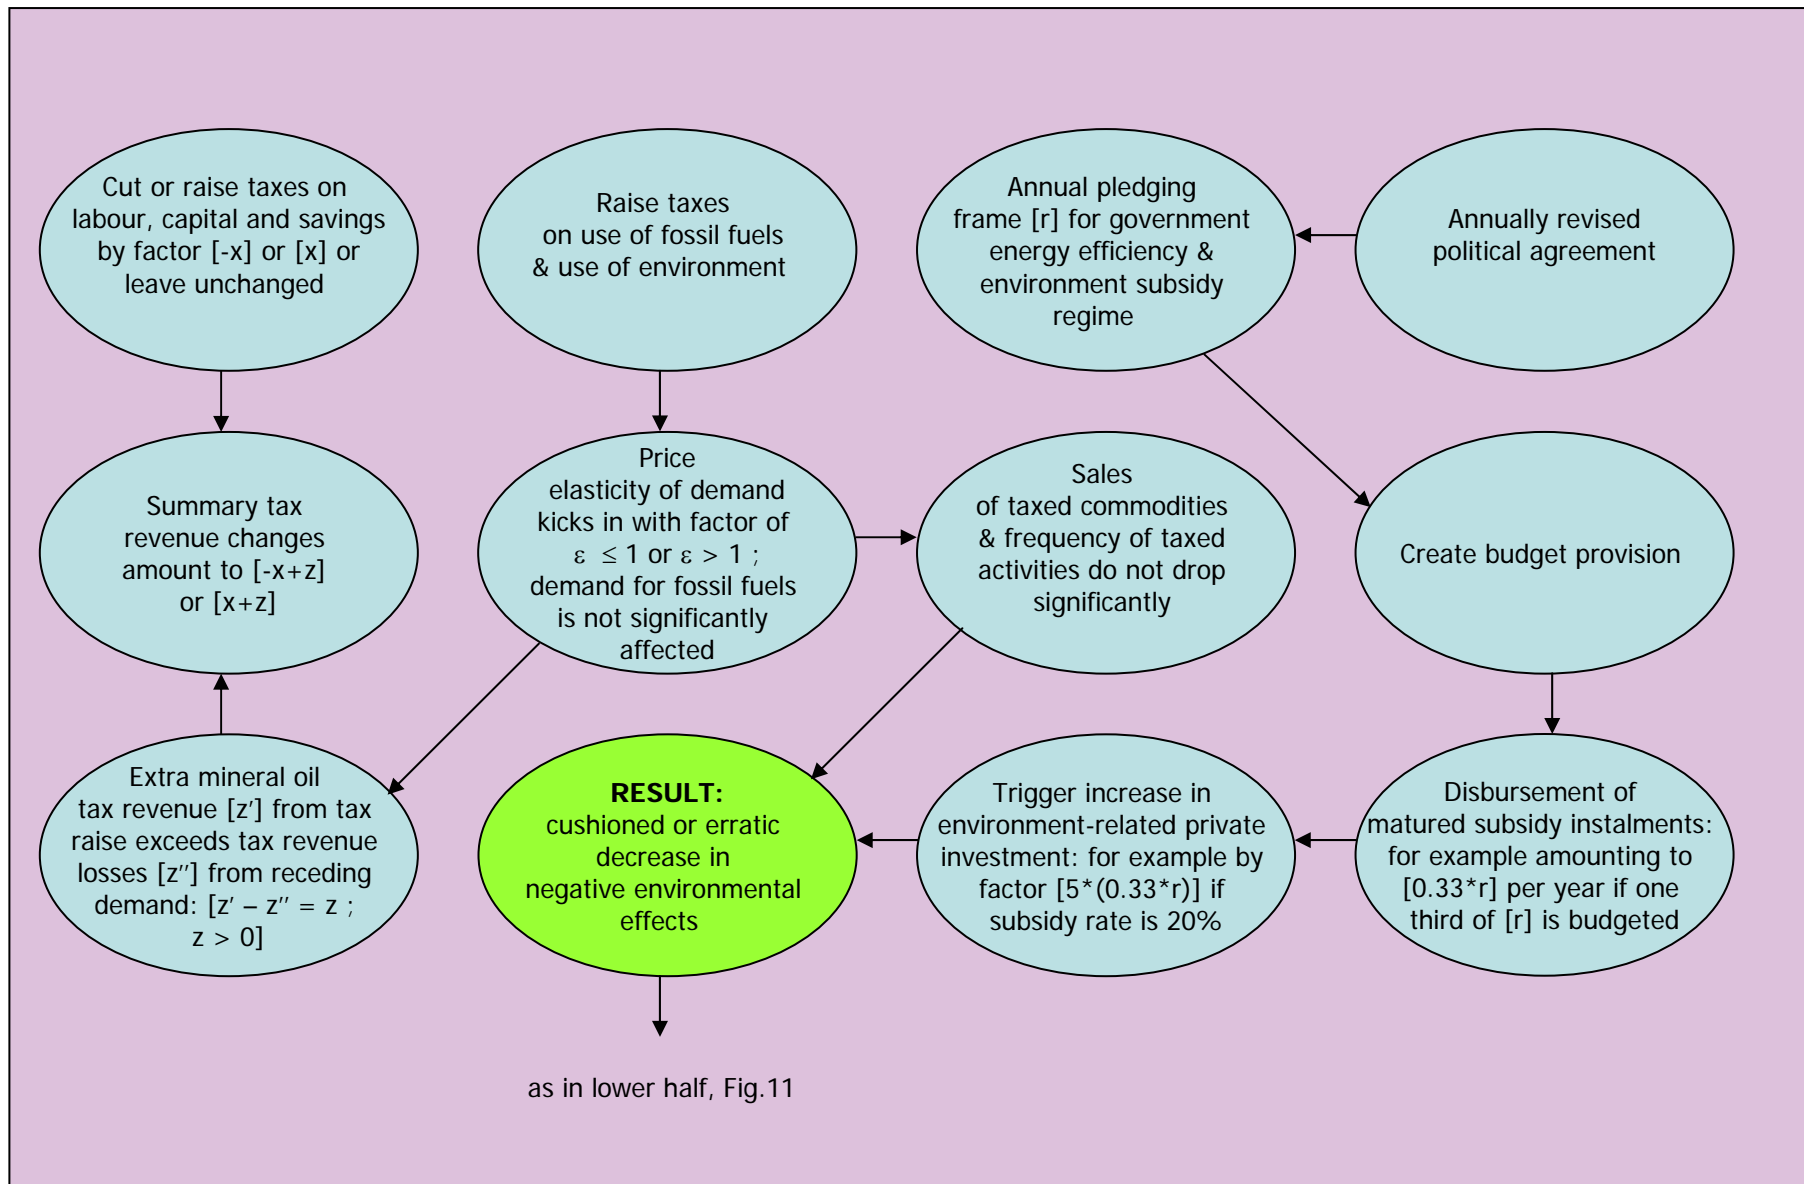 Cut or raise taxes on
labour, capital and savings
by factor [-x] or [x] or
leave unchanged
Raise taxes
on use of fossil fuels
& use of environment
Annual pledging
frame [r] for government
energy efficiency &
environment subsidy
regime
Annually revised
political agreement
Summary tax
revenue changes
amount to [-x+z]
or [x+z]
Price
elasticity of demand
kicks in with factor of
ε ≤ 1 or ε > 1 ;
demand for fossil fuels
is not significantly
affected
Sales
of taxed commodities
& frequency of taxed
activities do not drop
significantly
Create budget provision
Extra mineral oil
tax revenue [z′] from tax
raise exceeds tax revenue
losses [z′′] from receding
demand: [z′ – z′′ = z ;
z > 0]
RESULT:
cushioned or erratic
decrease in
negative environmental
effects
Trigger increase in
environment-related private
investment: for example by
factor [5*(0.33*r)] if
subsidy rate is 20%
Disbursement of
matured subsidy instalments:
for example amounting to
[0.33*r] per year if one
third of [r] is budgeted
as in lower half, Fig.11